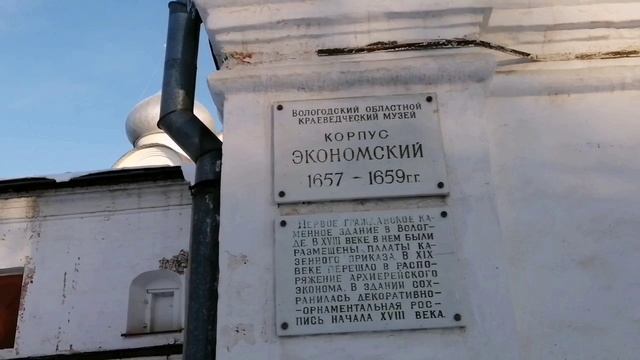 Вологодский областной
краеведческий музей
КОРПУС
ЭКОНОМСКИЙ
1657 - 1659г.г.
Первое гражданское ка-
менное здание в Волог-
де. В XVIII веке в нем были
размещены палаты ка-
зенного приказа. В XIX
веке перешло в распо-
ряжение архиерейского
эконома. В здании сох-
ранилась декоративно-
орнаментальная рос-
пись начала XVIII века.